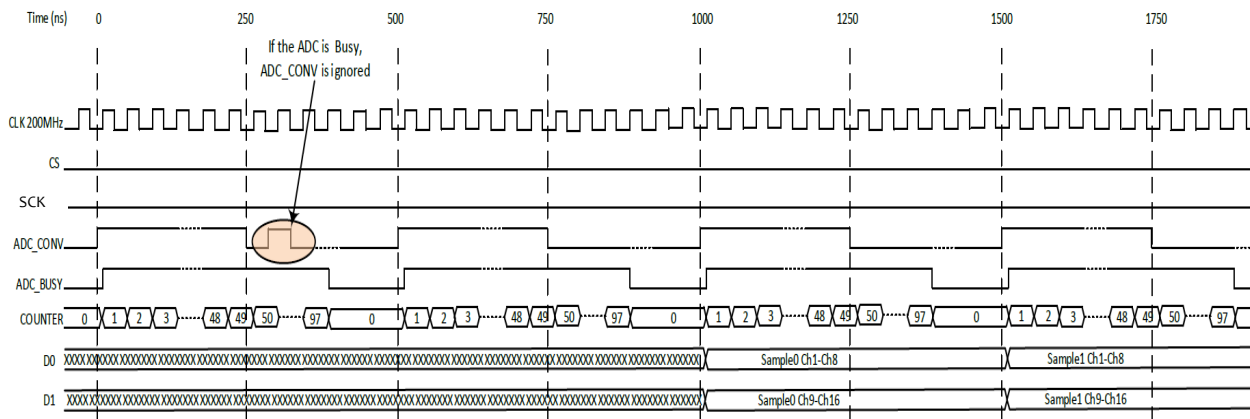 Time (ns) 0 250 500 750 1000 1250 1500 1750
If the ADC is Busy,
ADC_CONV is ignored
CLK 200MHz
CS
SCK
ADC_CONV
ADC_BUSY
COUNTER 0 1 2 3 48 49 50 97 0 1 2 3 48 49 50 97 0 1 2 3 48 49 50 97 0 1 2 3 48 49 50 97
D0 Sample0 Ch1-Ch8 Sample1 Ch1-Ch8
D1 Sample0 Ch9-Ch16 Sample1 Ch9-Ch16